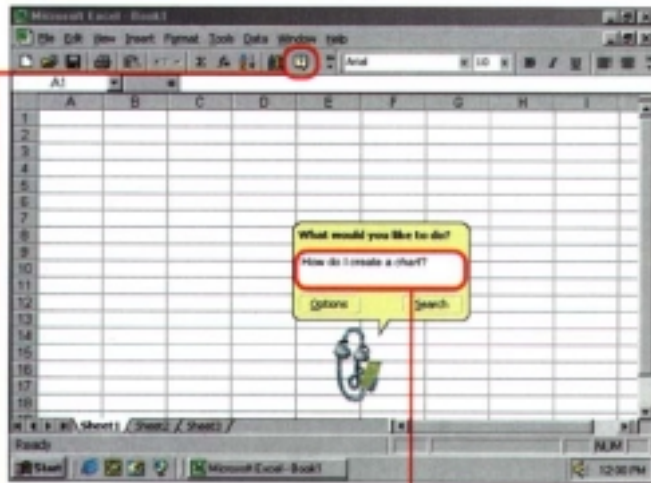 Microsoft Excel - Book1
File Edit View Insert Format Tools Data Window Help
Arial 10 B I U
A1
A B C D E F G H I
1
2
3
4
5
6
7
8
9
10
11
12
13
14
15
16
17
18
What would you like to do?
How do I create a chart?
Options Search
Sheet1 Sheet2 Sheet3
Ready NUM
Start Microsoft Excel - Book1 12:00 PM